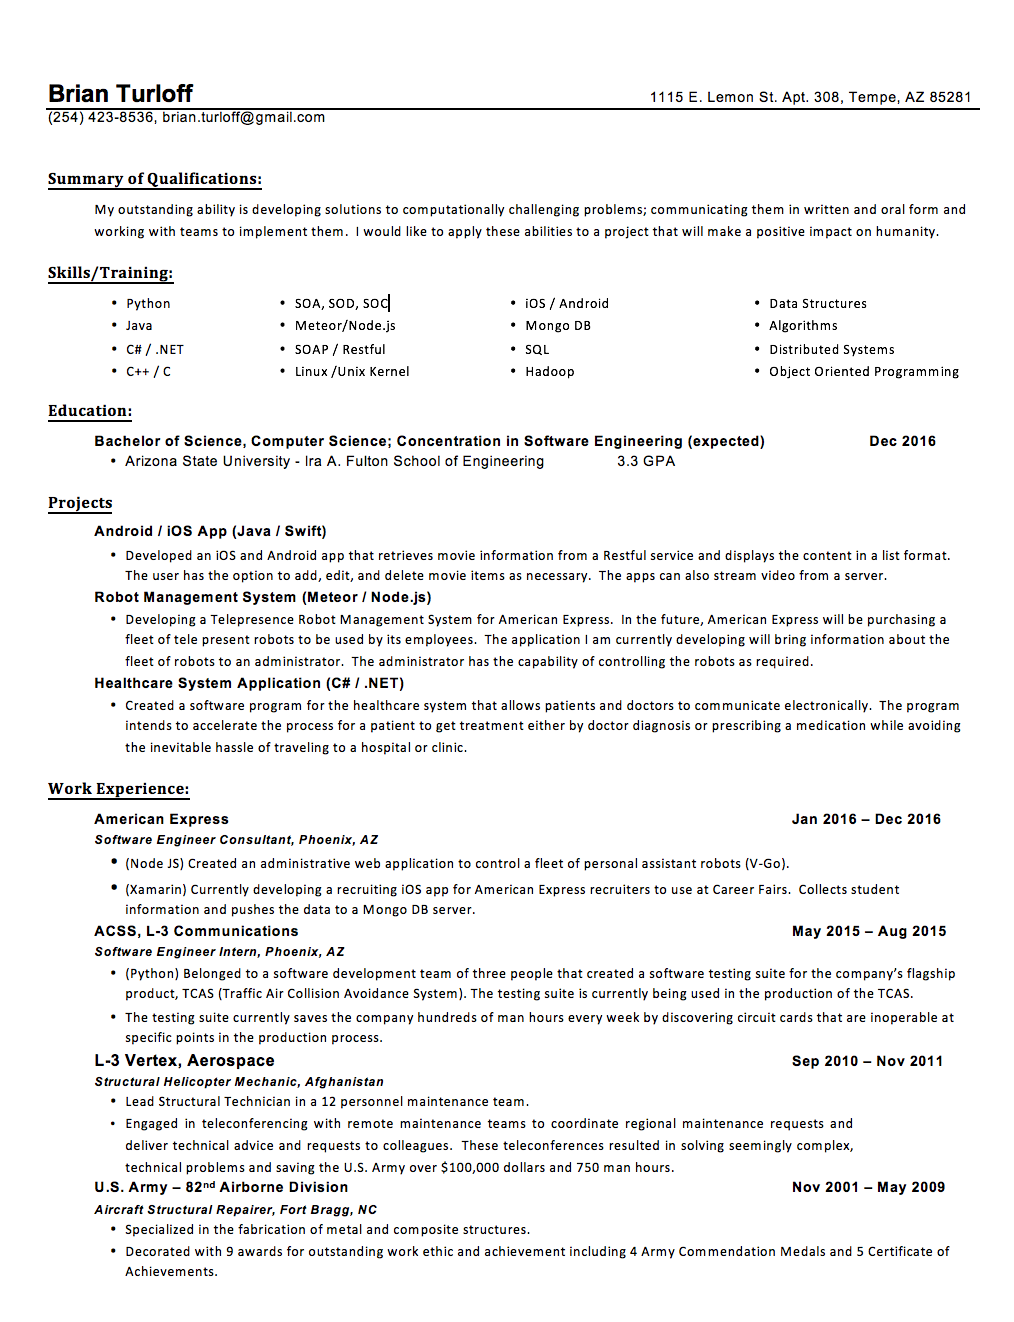 Brian Turloff
1115 E. Lemon St. Apt. 308, Tempe, AZ 85281
(254) 423-8536, brian.turloff@gmail.com
Summary of Qualifications:
My outstanding ability is developing solutions to computationally challenging problems; communicating them in written and oral form and
working with teams to implement them.  I would like to apply these abilities to a project that will make a positive impact on humanity.
Skills/Training:
• Python • SOA, SOD, SOC • iOS / Android • Data Structures
• Java • Meteor/Node.js • Mongo DB • Algorithms
• C# / .NET • SOAP / Restful • SQL • Distributed Systems
• C++ / C • Linux /Unix Kernel • Hadoop • Object Oriented Programming
Education:
Bachelor of Science, Computer Science; Concentration in Software Engineering (expected) Dec 2016
• Arizona State University - Ira A. Fulton School of Engineering 3.3 GPA
Projects
Android / iOS App (Java / Swift)
• Developed an iOS and Android app that retrieves movie information from a Restful service and displays the content in a list format.
The user has the option to add, edit, and delete movie items as necessary.  The apps can also stream video from a server.
Robot Management System (Meteor / Node.js)
• Developing a Telepresence Robot Management System for American Express.  In the future, American Express will be purchasing a
fleet of tele present robots to be used by its employees.  The application I am currently developing will bring information about the
fleet of robots to an administrator.  The administrator has the capability of controlling the robots as required.
Healthcare System Application (C# / .NET)
• Created a software program for the healthcare system that allows patients and doctors to communicate electronically.  The program
intends to accelerate the process for a patient to get treatment either by doctor diagnosis or prescribing a medication while avoiding
the inevitable hassle of traveling to a hospital or clinic.
Work Experience:
American Express Jan 2016 – Dec 2016
Software Engineer Consultant, Phoenix, AZ
• (Node JS) Created an administrative web application to control a fleet of personal assistant robots (V-Go).
• (Xamarin) Currently developing a recruiting iOS app for American Express recruiters to use at Career Fairs.  Collects student
information and pushes the data to a Mongo DB server.
ACSS, L-3 Communications May 2015 – Aug 2015
Software Engineer Intern, Phoenix, AZ
• (Python) Belonged to a software development team of three people that created a software testing suite for the company’s flagship
product, TCAS (Traffic Air Collision Avoidance System). The testing suite is currently being used in the production of the TCAS.
• The testing suite currently saves the company hundreds of man hours every week by discovering circuit cards that are inoperable at
specific points in the production process.
L-3 Vertex, Aerospace Sep 2010 – Nov 2011
Structural Helicopter Mechanic, Afghanistan
• Lead Structural Technician in a 12 personnel maintenance team.
• Engaged in teleconferencing with remote maintenance teams to coordinate regional maintenance requests and
deliver technical advice and requests to colleagues.  These teleconferences resulted in solving seemingly complex,
technical problems and saving the U.S. Army over $100,000 dollars and 750 man hours.
U.S. Army – 82nd Airborne Division Nov 2001 – May 2009
Aircraft Structural Repairer, Fort Bragg, NC
• Specialized in the fabrication of metal and composite structures.
• Decorated with 9 awards for outstanding work ethic and achievement including 4 Army Commendation Medals and 5 Certificate of
Achievements.